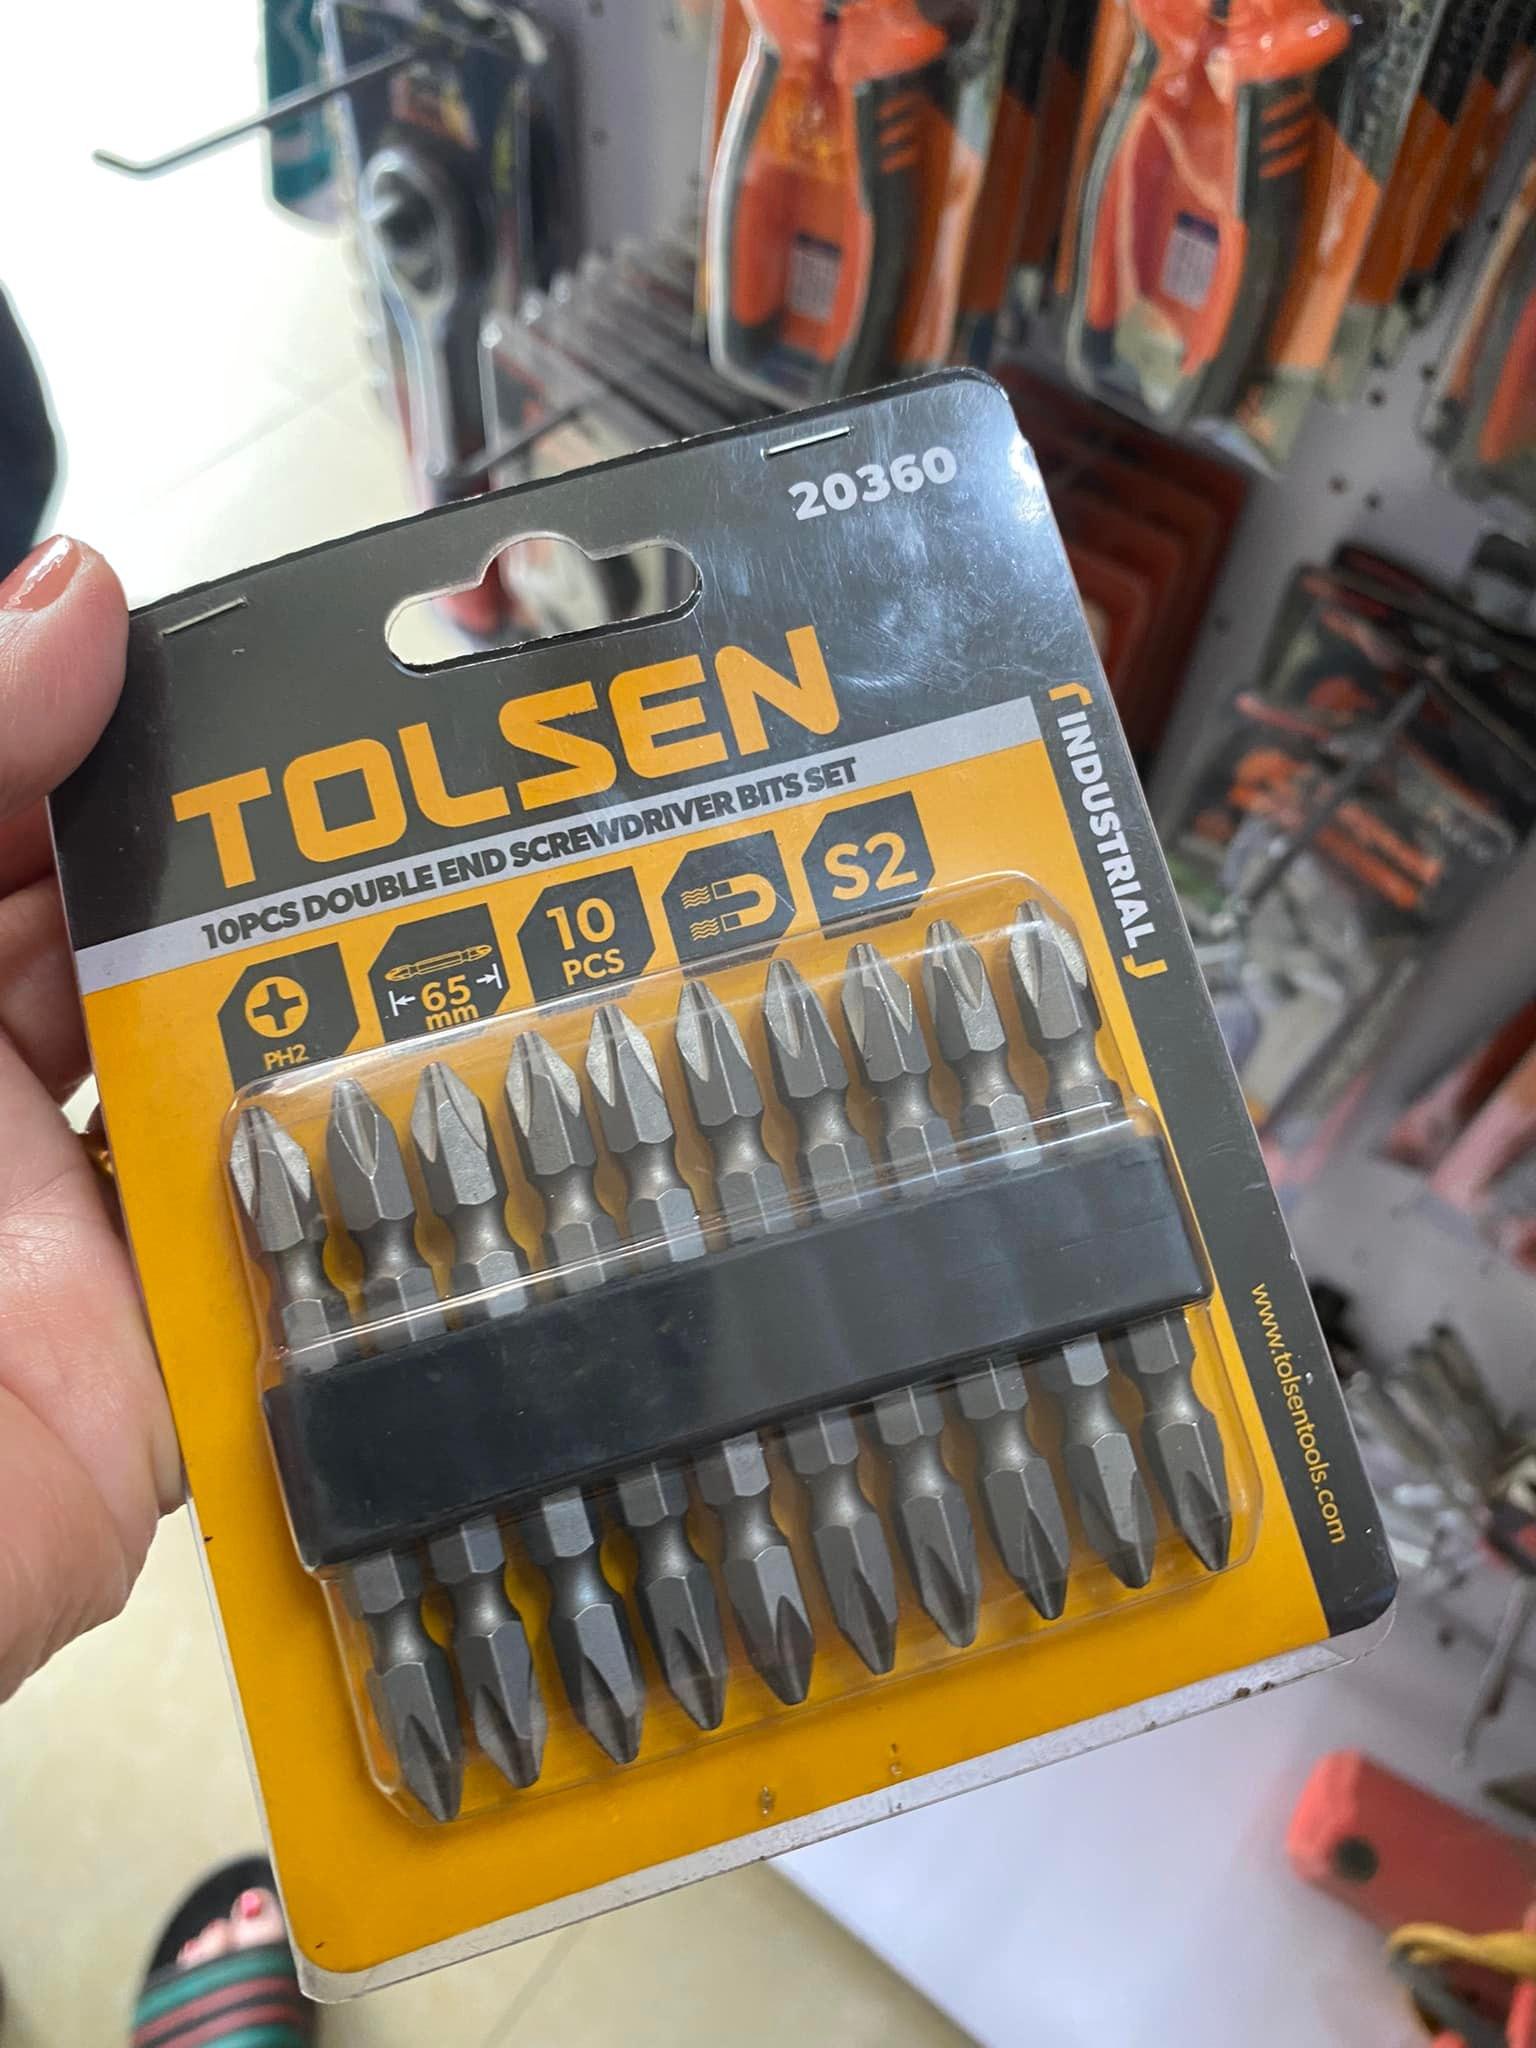 20360
TOLSEN
10PCS DOUBLE END SCREWDRIVER BITS SET
INDUSTRIAL
PH2
65
mm
10
PCS
S2
www.tolsentools.com